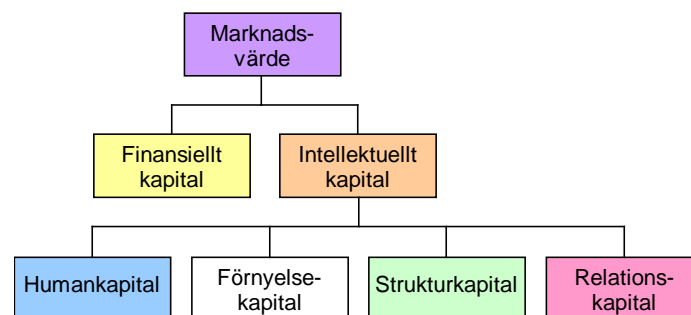 Marknads-
värde
Finansiellt
kapital
Intellektuellt
kapital
Humankapital
Förnyelse-
kapital
Strukturkapital
Relations-
kapital